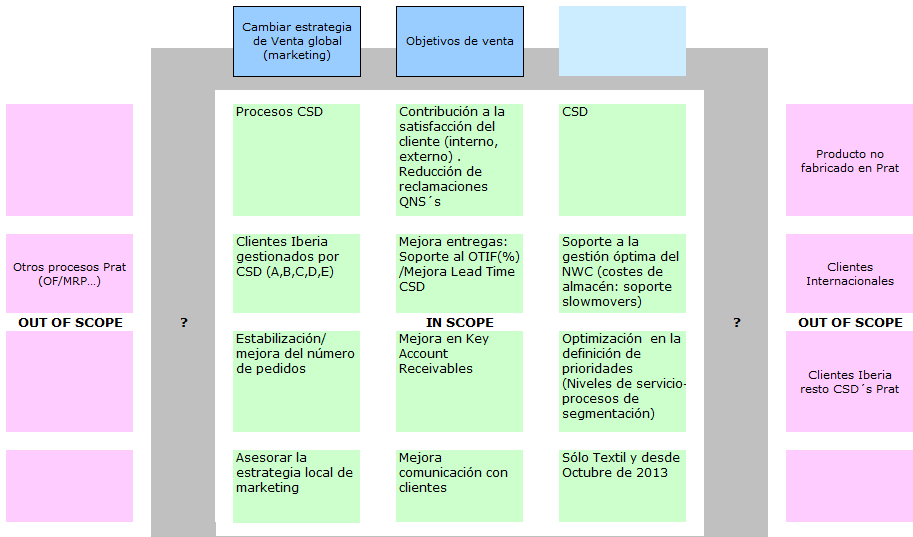 Cambiar estrategia
de Venta global
(marketing)
Objetivos de venta
Procesos CSD
Contribución a la
satisfacción del
cliente (interno,
externo) .
Reducción de
reclamaciones
QNS´s
CSD
Producto no
fabricado en Prat
Otros procesos Prat
(OF/MRP...)
Clientes Iberia
gestionados por
CSD (A,B,C,D,E)
Mejora entregas:
Soporte al OTIF(%)
/Mejora Lead Time
CSD
Soporte a la
gestión óptima del
NWC (costes de
almacén: soporte
slowmovers)
Clientes
Internacionales
OUT OF SCOPE
?
IN SCOPE
?
OUT OF SCOPE
Estabilización/
mejora del número
de pedidos
Mejora en Key
Account
Receivables
Optimización en la
definición de
prioridades
(Niveles de servicio-
procesos de
segmentación)
Clientes Iberia
resto CSD´s Prat
Asesorar la
estrategia local de
marketing
Mejora
comunicación con
clientes
Sólo Textil y desde
Octubre de 2013